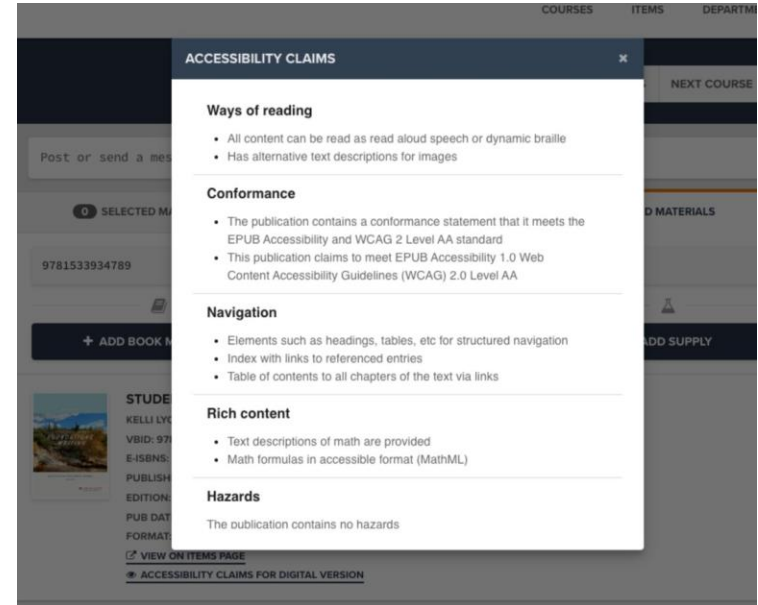 COURSES ITEMS DEPARTME
ACCESSIBILITY CLAIMS ×
NEXT COURSE
Ways of reading
All content can be read as read aloud speech or dynamic braille
Has alternative text descriptions for images
Post or send a mes
Conformance
The publication contains a conformance statement that it meets the
EPUB Accessibility and WCAG 2 Level AA standard
This publication claims to meet EPUB Accessibility 1.0 Web
Content Accessibility Guidelines (WCAG) 2.0 Level AA
0 SELECTED MA
D MATERIALS
9781533934789
Navigation
Elements such as headings, tables, etc for structured navigation
Index with links to referenced entries
Table of contents to all chapters of the text via links
+ ADD BOOK M
ADD SUPPLY
Rich content
Text descriptions of math are provided
Math formulas in accessible format (MathML)
Hazards
The publication contains no hazards
STUDE
KELLI LYO
VBID: 978
E-ISBNS:
PUBLISH
EDITION:
PUB DAT
FORMAT:
VIEW ON ITEMS PAGE
ACCESSIBILITY CLAIMS FOR DIGITAL VERSION